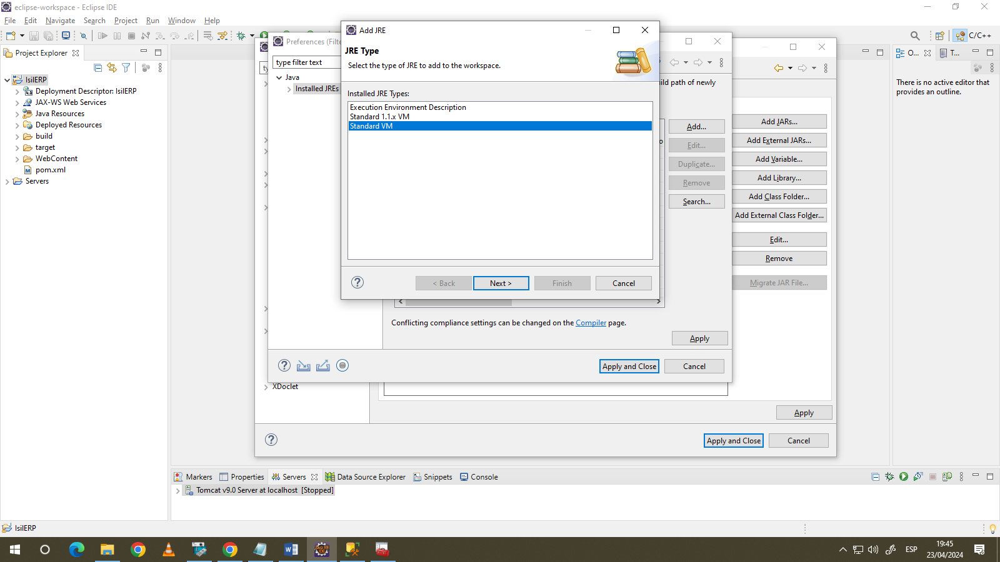 eclipse-workspace - Eclipse IDE
File Edit Navigate Search Project Run Window Help
C/C++
Project Explorer
IsilERP
Deployment Descriptor: IsilERP
JAX-WS Web Services
Java Resources
Deployed Resources
build
target
WebContent
pom.xml
Servers
Preferences (Filte
type filter text
Java
Installed JREs
Add JRE
JRE Type
Select the type of JRE to add to the workspace.
Installed JRE Types:
Execution Environment Description
Standard 1.1.x VM
Standard VM
< Back
Next >
Finish
Cancel
ild path of newly
Add...
Edit...
Duplicate...
Remove
Search...
Conflicting compliance settings can be changed on the Compiler page.
Apply
Apply and Close
Cancel
Add JARs...
Add External JARs...
Add Variable...
Add Library...
Add Class Folder...
Add External Class Folder...
Edit...
Remove
Migrate JAR File...
XDoclet
Apply
Apply and Close
Cancel
O...
T...
There is no active editor that
provides an outline.
Markers Properties Servers Data Source Explorer Snippets Console
Tomcat v9.0 Server at localhost [Stopped]
IsilERP
ESP
19:45
23/04/2024